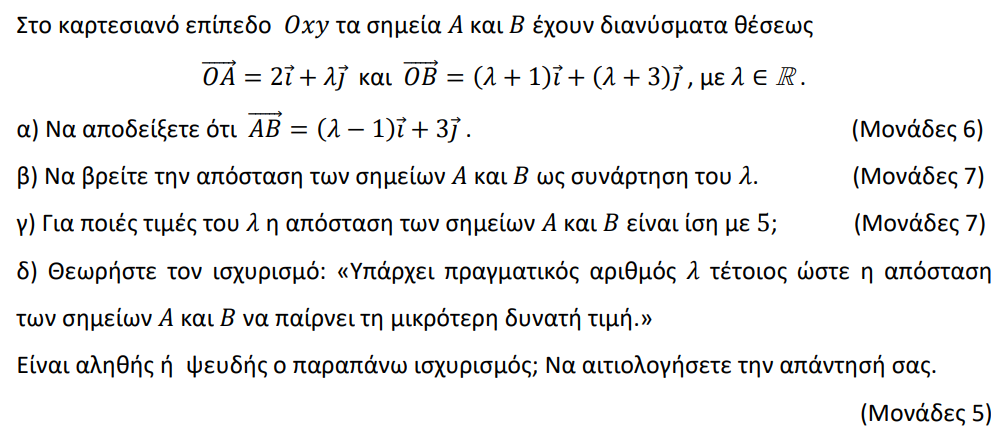 Στο καρτεσιανό επίπεδο Oxy τα σημεία A και B έχουν διανύσματα θέσεως
$\overrightarrow{OA} = 2\vec{\imath} + \lambda\vec{\jmath}$ και $\overrightarrow{OB} = (\lambda + 1)\vec{\imath} + (\lambda + 3)\vec{\jmath}$ , με $\lambda \in \mathbb{R}$ .
α) Να αποδείξετε ότι $\overrightarrow{AB} = (\lambda - 1)\vec{\imath} + 3\vec{\jmath}$ . (Μονάδες 6)
β) Να βρείτε την απόσταση των σημείων A και B ως συνάρτηση του λ. (Μονάδες 7)
γ) Για ποιές τιμές του λ η απόσταση των σημείων A και B είναι ίση με 5; (Μονάδες 7)
δ) Θεωρήστε τον ισχυρισμό: «Υπάρχει πραγματικός αριθμός λ τέτοιος ώστε η απόσταση
των σημείων A και B να παίρνει τη μικρότερη δυνατή τιμή.»
Είναι αληθής ή ψευδής ο παραπάνω ισχυρισμός; Να αιτιολογήσετε την απάντησή σας.
(Μονάδες 5)